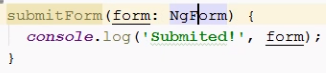 submitForm(form: NgForm) {
  console.log('Submited!', form);
}